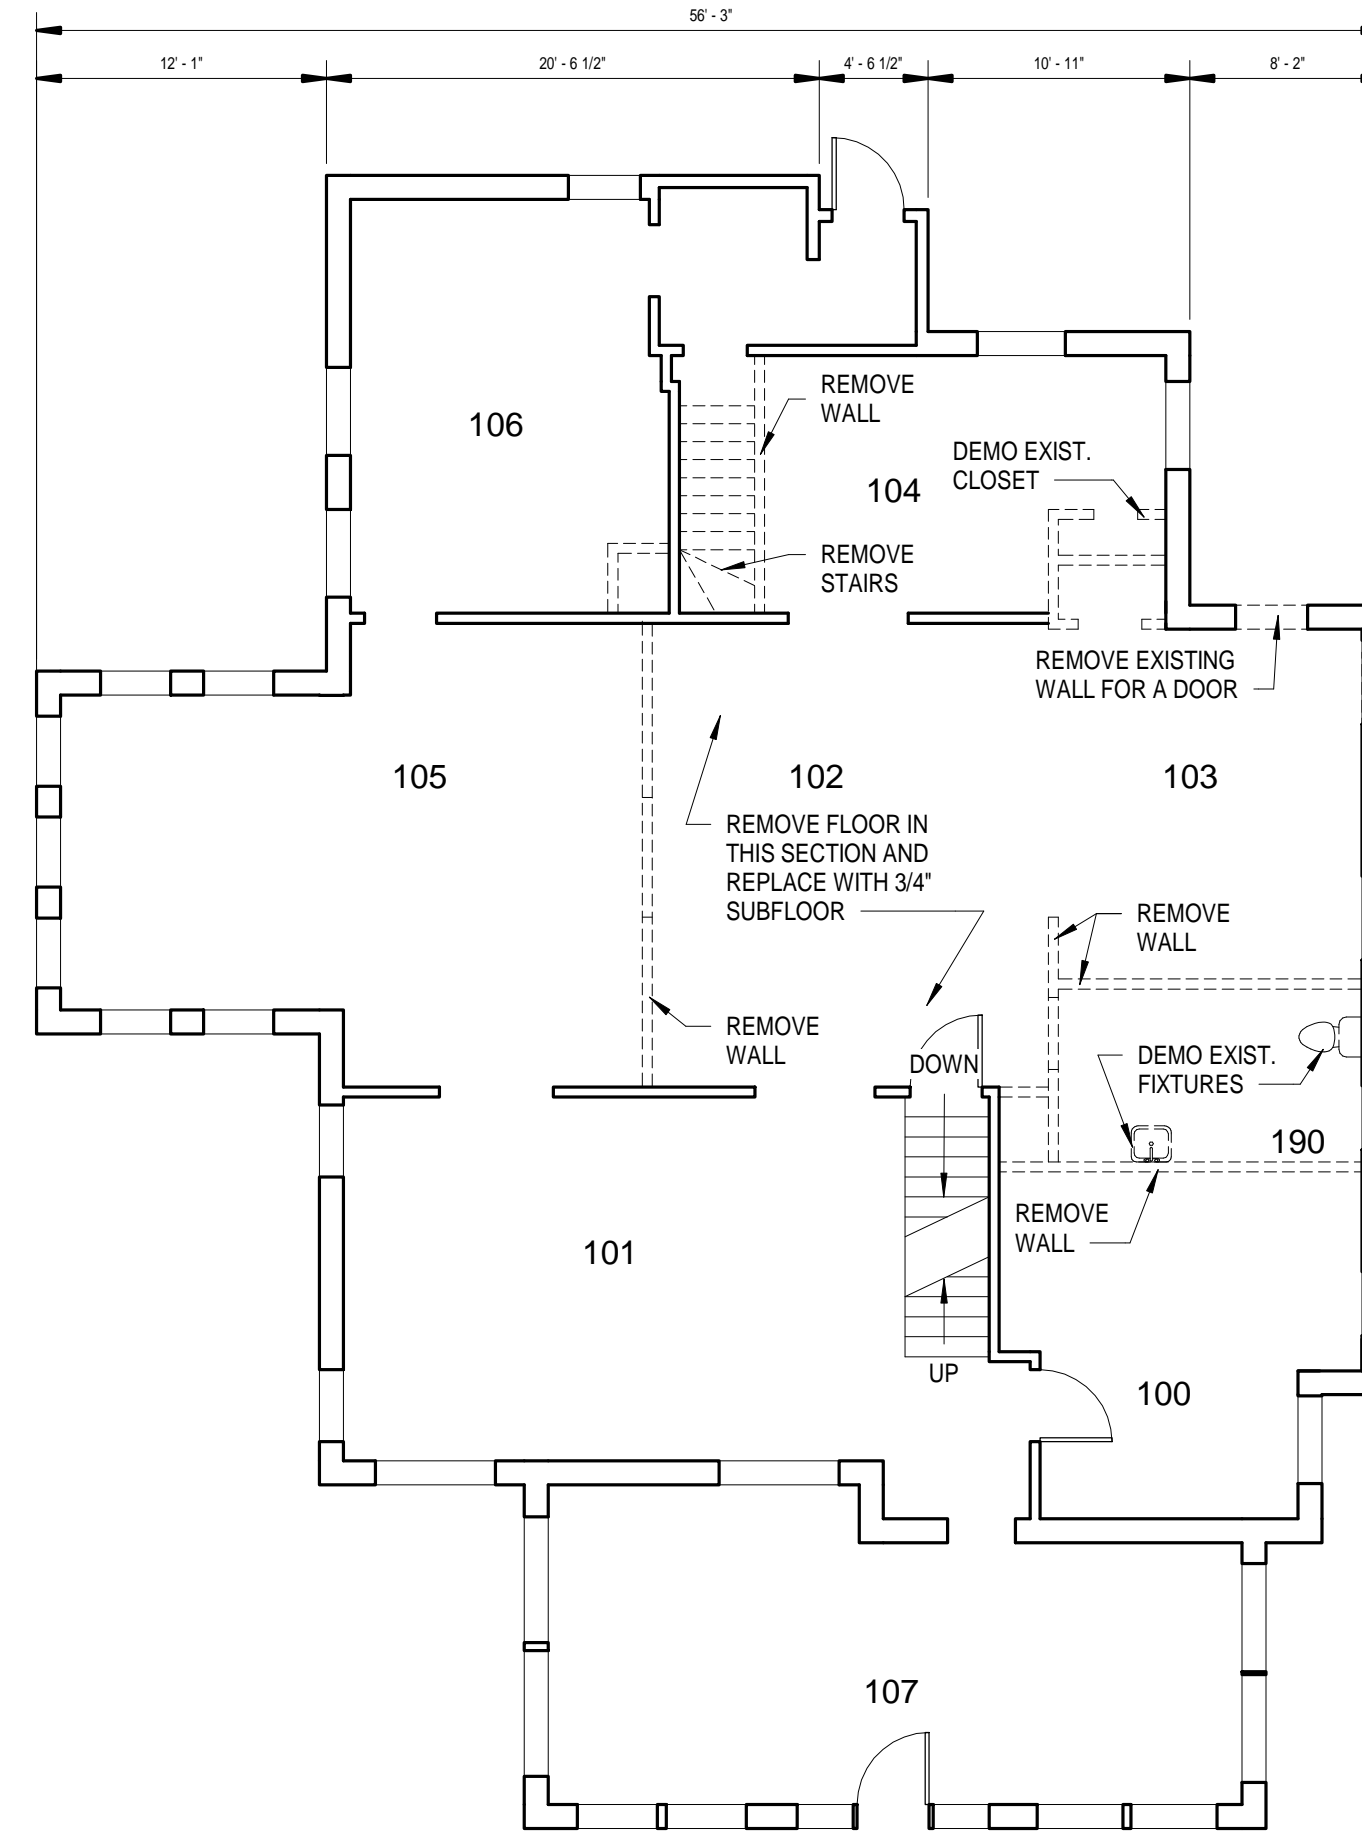 56' - 3"
12' - 1"
20' - 6 1/2"
4' - 6 1/2"
10' - 11"
8' - 2"
REMOVE
WALL
106
DEMO EXIST.
CLOSET
104
REMOVE
STAIRS
REMOVE EXISTING
WALL FOR A DOOR
105
102
103
REMOVE FLOOR IN
THIS SECTION AND
REPLACE WITH 3/4"
SUBFLOOR
REMOVE
WALL
REMOVE
WALL
DOWN
DEMO EXIST.
FIXTURES
190
REMOVE
WALL
101
UP
100
107